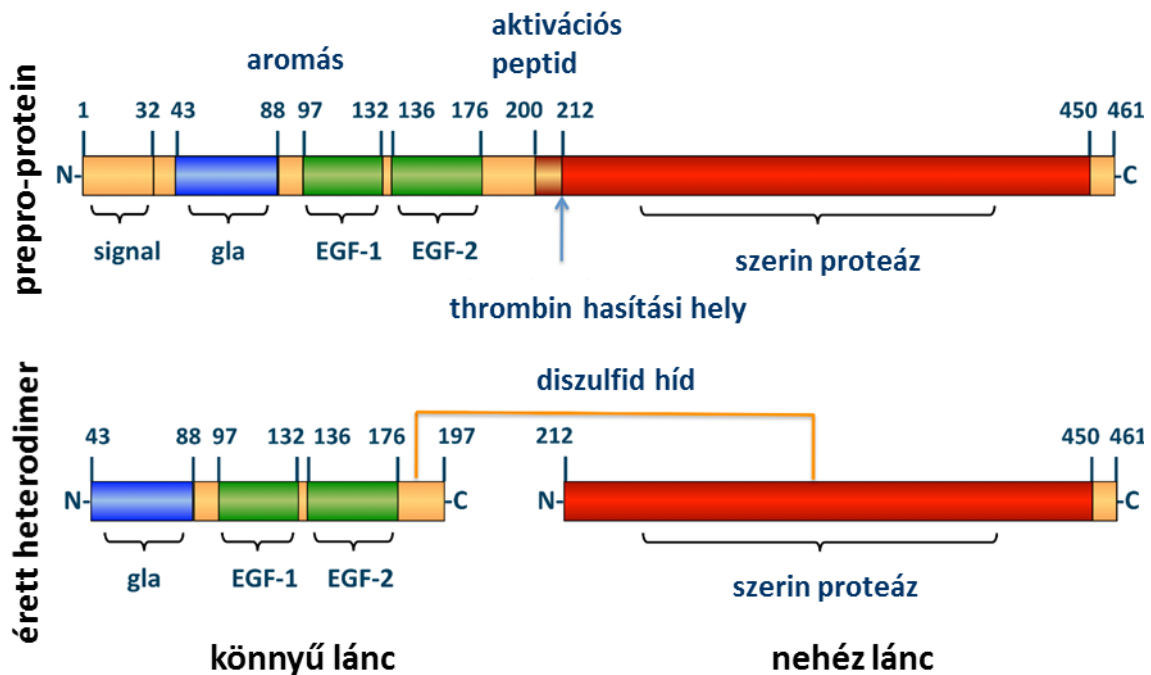 prepro-protein
aktivációs
peptid
aromás
1 32 43 88 97 132 136 176 200 212 450 461
N- -C
signal gla EGF-1 EGF-2 szerin proteáz
thrombin hasítási hely
érett heterodimer
diszulfid híd
43 88 97 132 136 176 197 212 450 461
N- -C N- -C
gla EGF-1 EGF-2 szerin proteáz
könnyű lánc nehéz lánc